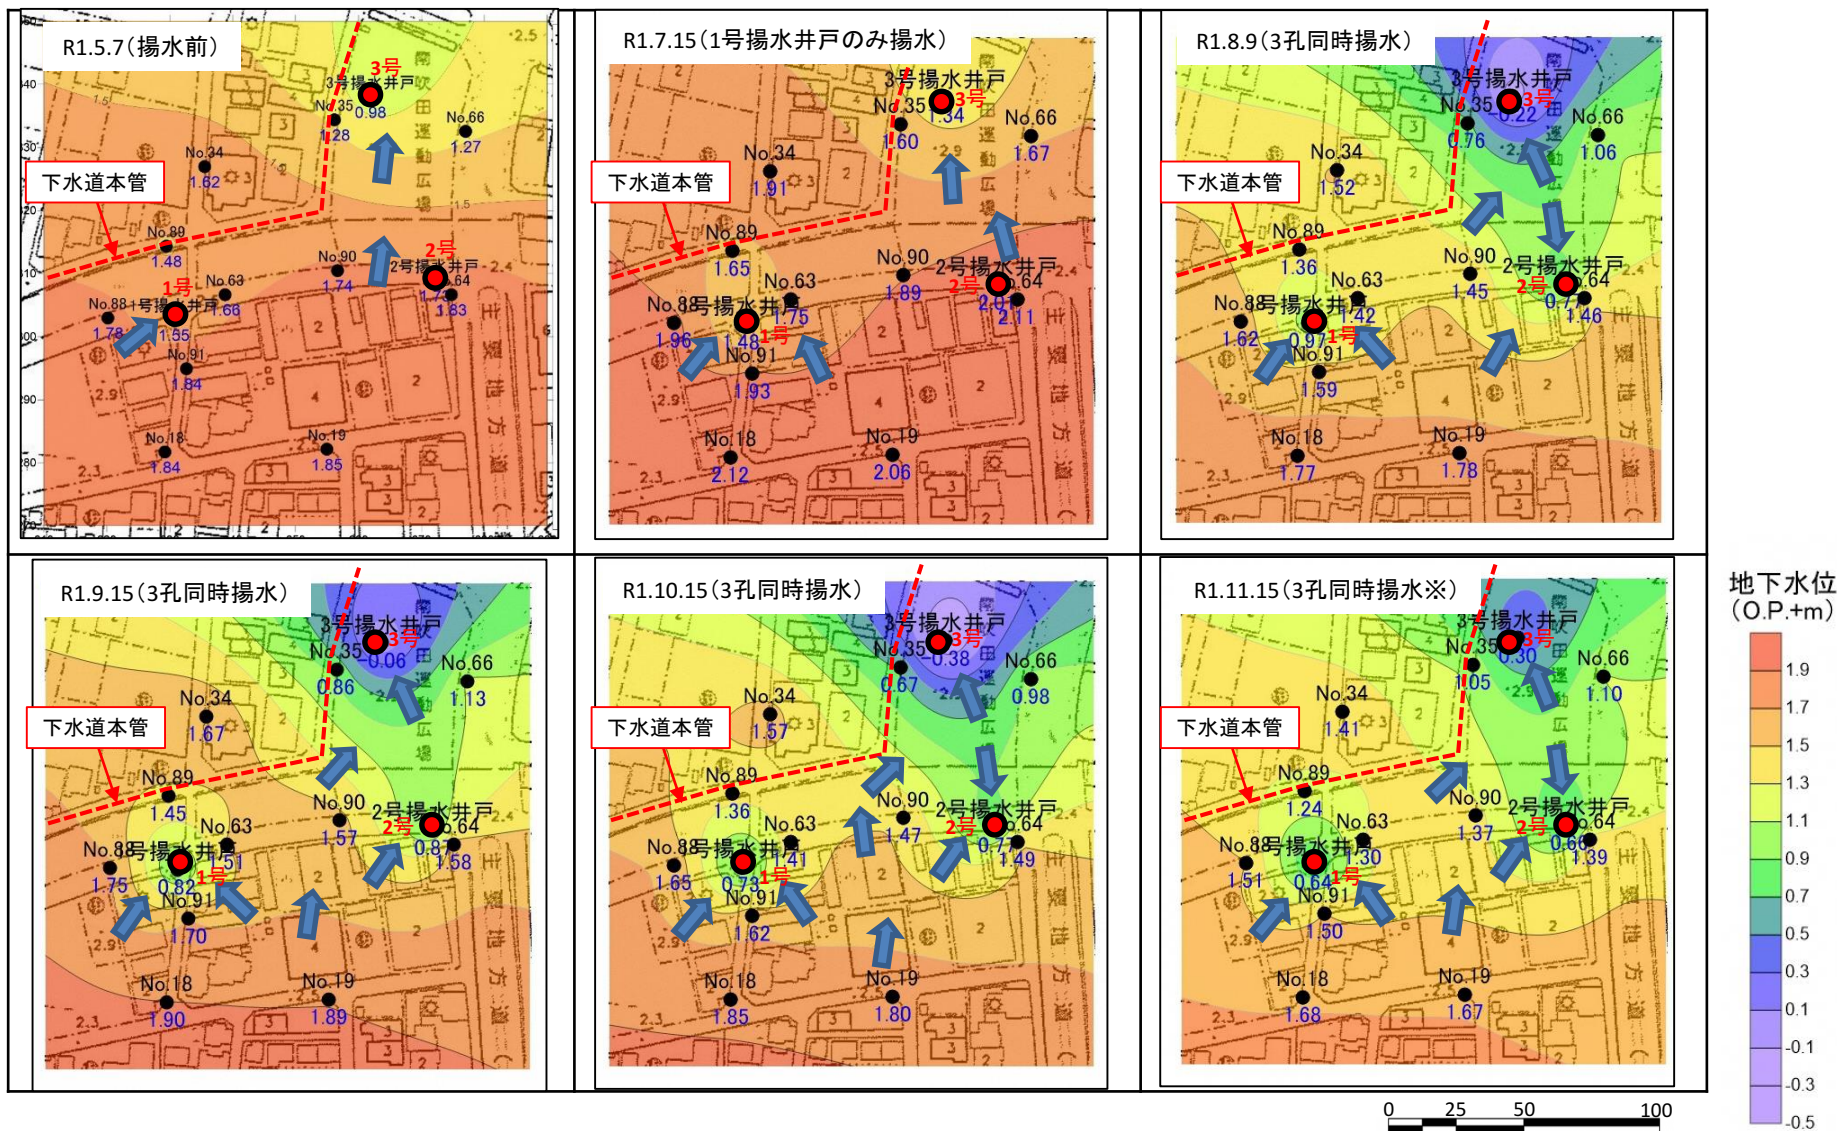 R1.5.7(揚水前)
3号
3号揚水井戸
0.98
No.35
1.28
No.66
1.27
No.34
1.62
下水道本管
No.89
1.48
No.90
1.74
2号
2号揚水井戸
1.83
No.63
1.66
No.88
1.78
1号
1号揚水井戸
1.55
No.91
1.84
No.18
1.84
No.19
1.85
南吹田運動広場
主要地方道
R1.7.15(1号揚水井戸のみ揚水)
3号揚水井戸
3号
1.34
No.35
1.60
No.66
1.67
No.34
1.91
下水道本管
No.89
1.65
No.90
1.89
2号揚水井戸
2号
2.01
2.11
No.63
1.75
No.88
1.96
号揚水井戸
1号
1.48
No.91
1.93
No.18
2.12
No.19
2.06
R1.8.9(3孔同時揚水)
3号揚水井戸
3号
-0.22
No.35
0.76
No.66
1.06
No.34
1.52
下水道本管
No.89
1.36
No.90
1.45
2号揚水井戸
2号
1.46
No.63
1.42
No.88
1.62
号揚水井戸
1号
0.97
No.91
1.59
No.18
1.77
No.19
1.78
R1.9.15(3孔同時揚水)
3号揚水井戸
3号
-0.06
No.35
0.86
No.66
1.13
No.34
1.67
下水道本管
No.89
1.45
No.90
1.57
2号揚水井戸
2号
0.87
1.58
No.63
No.88
1.75
号揚水井戸
1号
0.82
No.91
1.70
No.18
1.90
No.19
1.89
R1.10.15(3孔同時揚水)
3号揚水井戸
3号
-0.38
No.35
0.67
No.66
0.98
No.34
1.57
下水道本管
No.89
1.36
No.90
1.47
2号揚水井戸
2号
0.77
1.49
No.63
1.41
No.88
1.65
号揚水井戸
1号
0.73
No.91
1.62
No.18
1.85
No.19
1.80
R1.11.15(3孔同時揚水※)
3号揚水井戸
3号
0.30
No.35
1.05
No.66
1.10
No.34
1.41
下水道本管
No.89
1.24
No.90
1.37
2号揚水井戸
2号
0.66
1.39
No.63
1.30
No.88
1.51
号揚水井戸
1号
0.64
No.91
1.50
No.18
1.68
No.19
1.67
地下水位
(O.P.+m)
1.9
1.7
1.5
1.3
1.1
0.9
0.7
0.5
0.3
0.1
-0.1
-0.3
-0.5
0 25 50 100